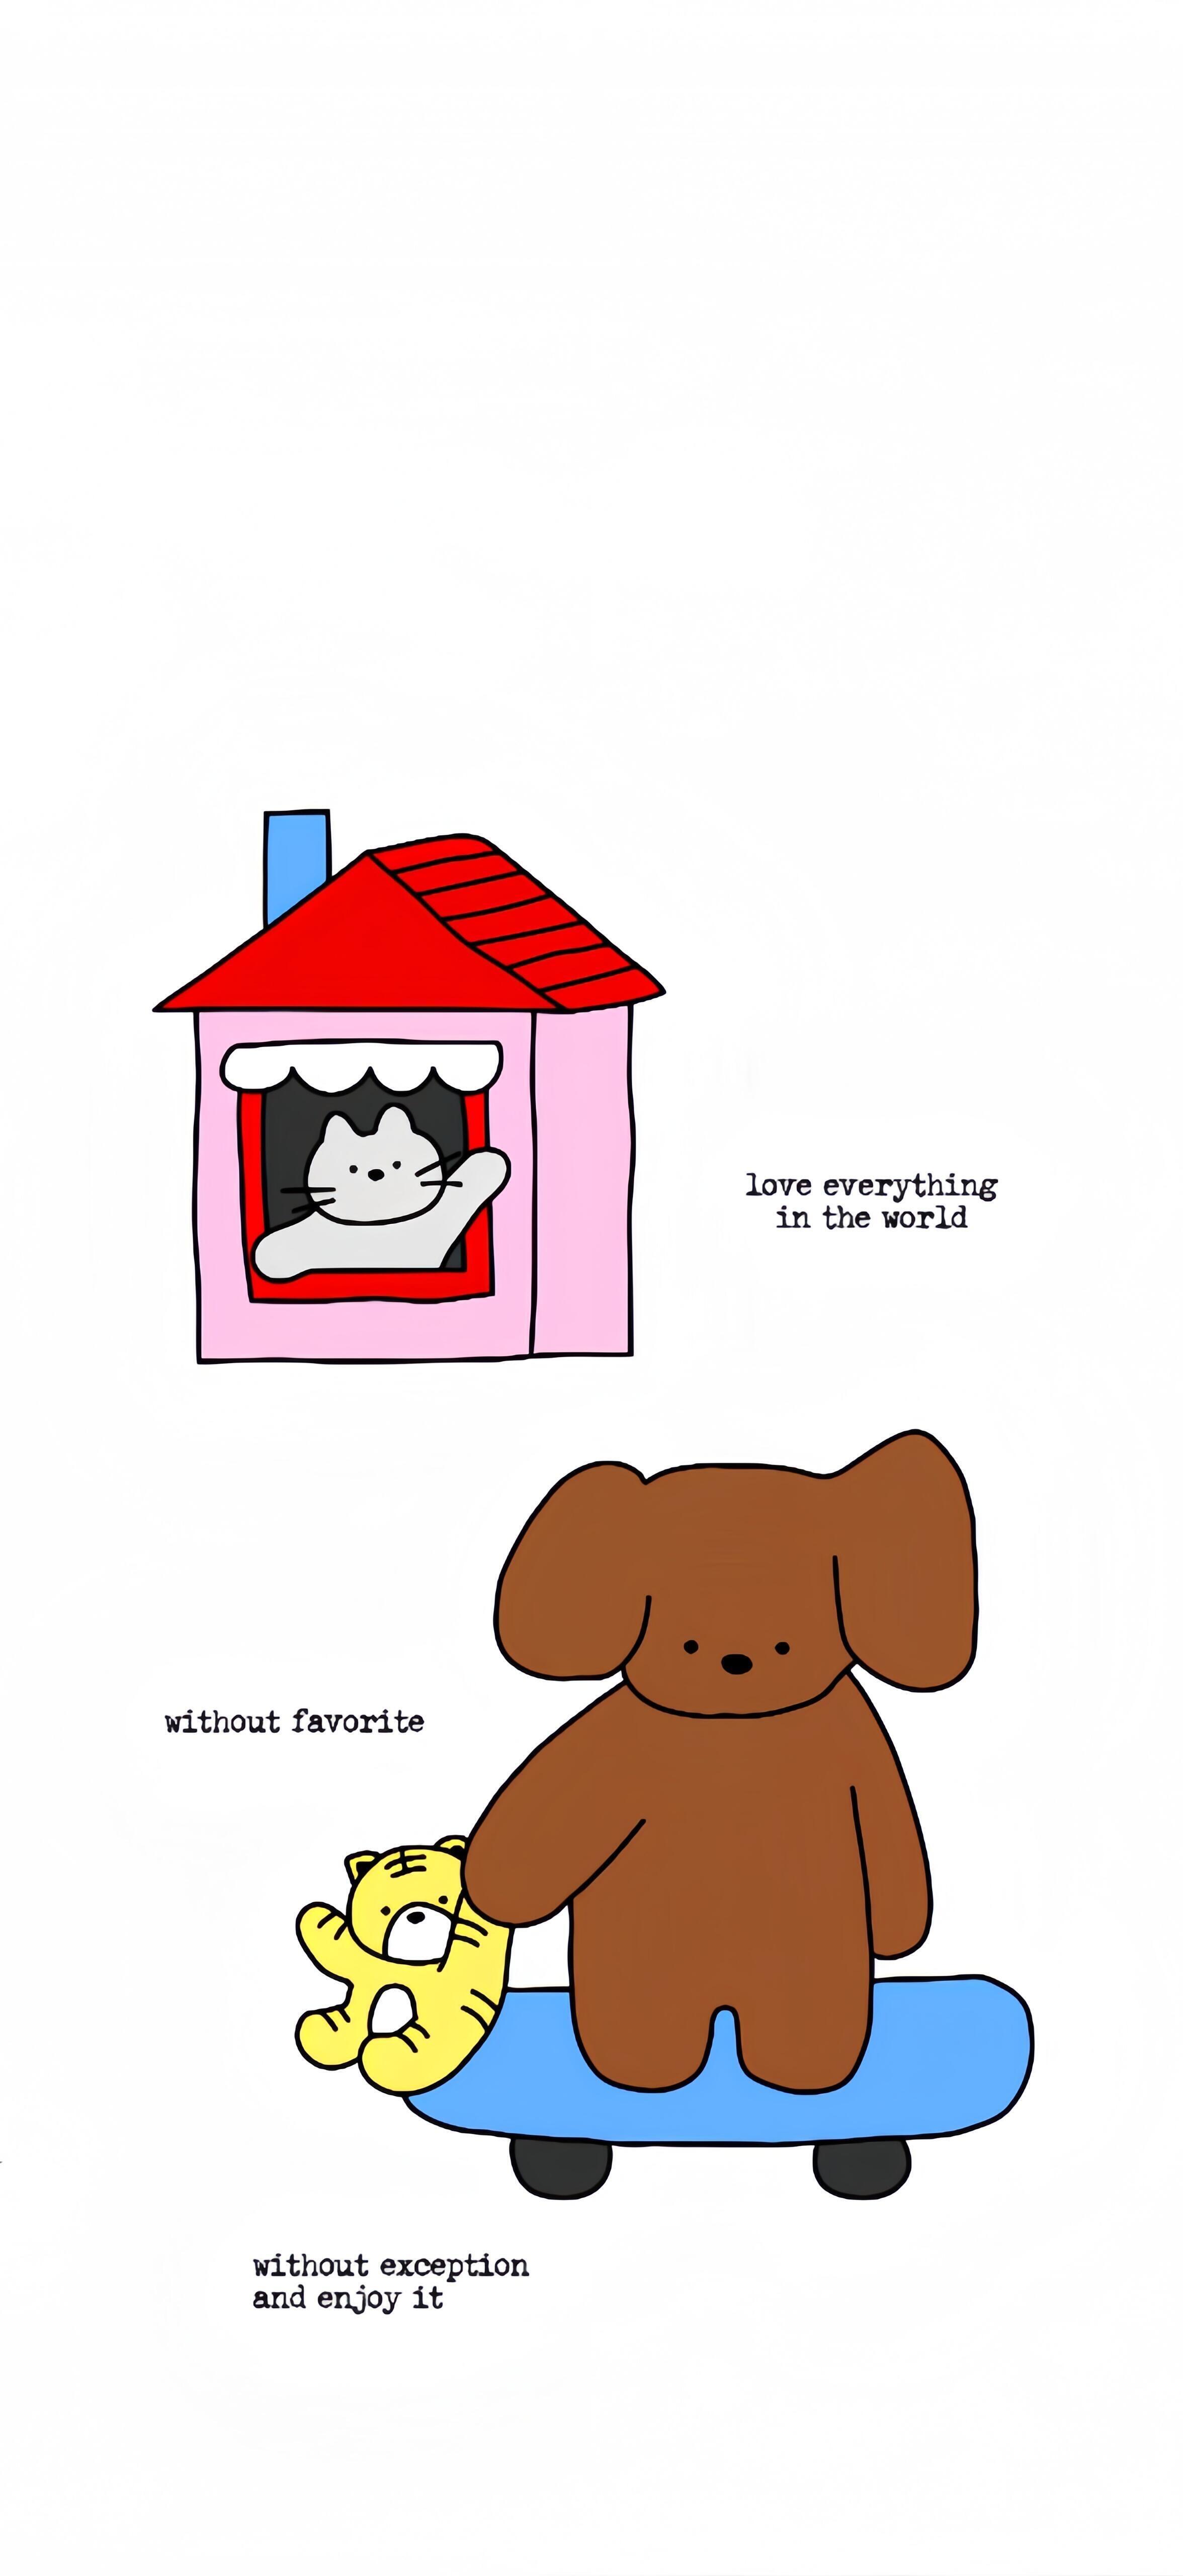 love everything
in the world
without favorite
without exception
and enjoy it